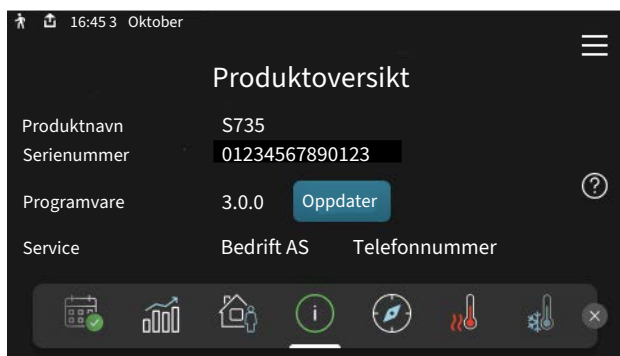 16:45 3 Oktober
Produktoversikt
Produktnavn S735
Serienummer 01234567890123
Programvare 3.0.0 Oppdater
Service Bedrift AS Telefonnummer